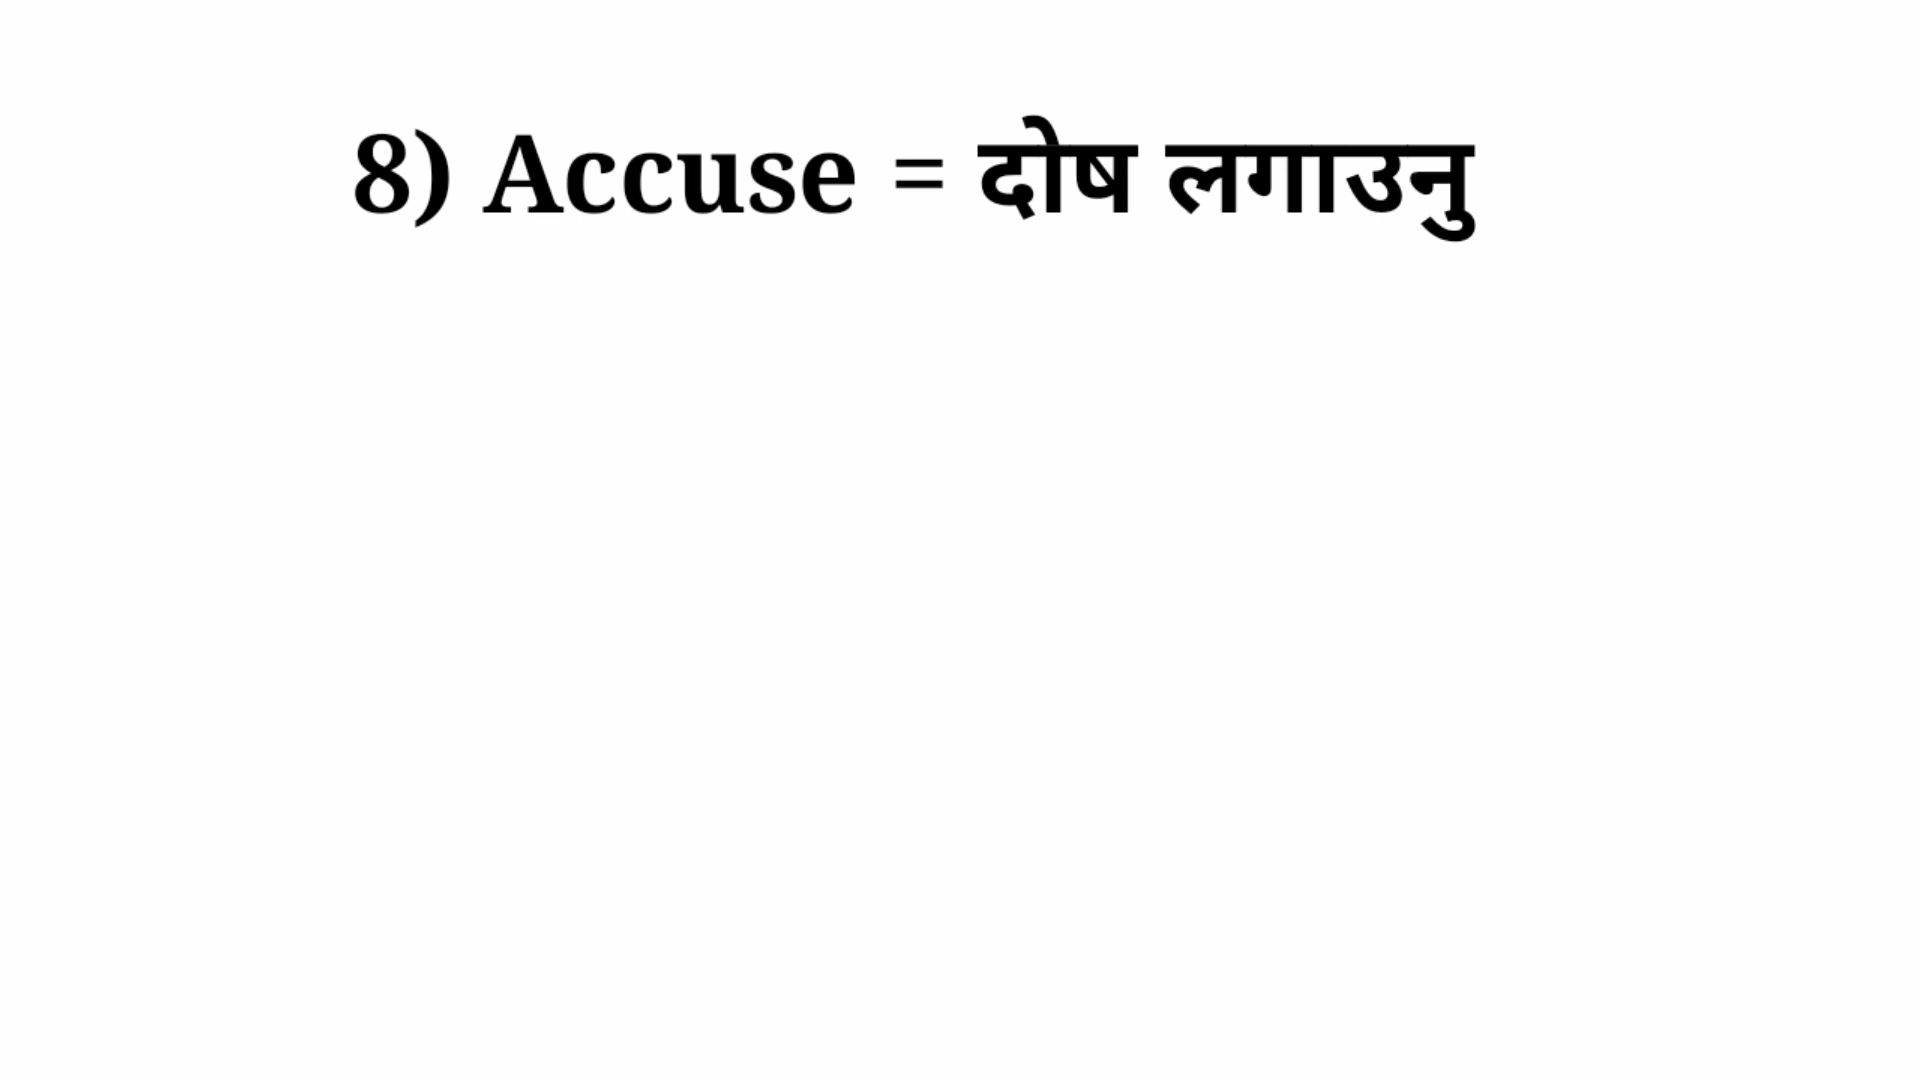 8) Accuse = दोष लगाउनु